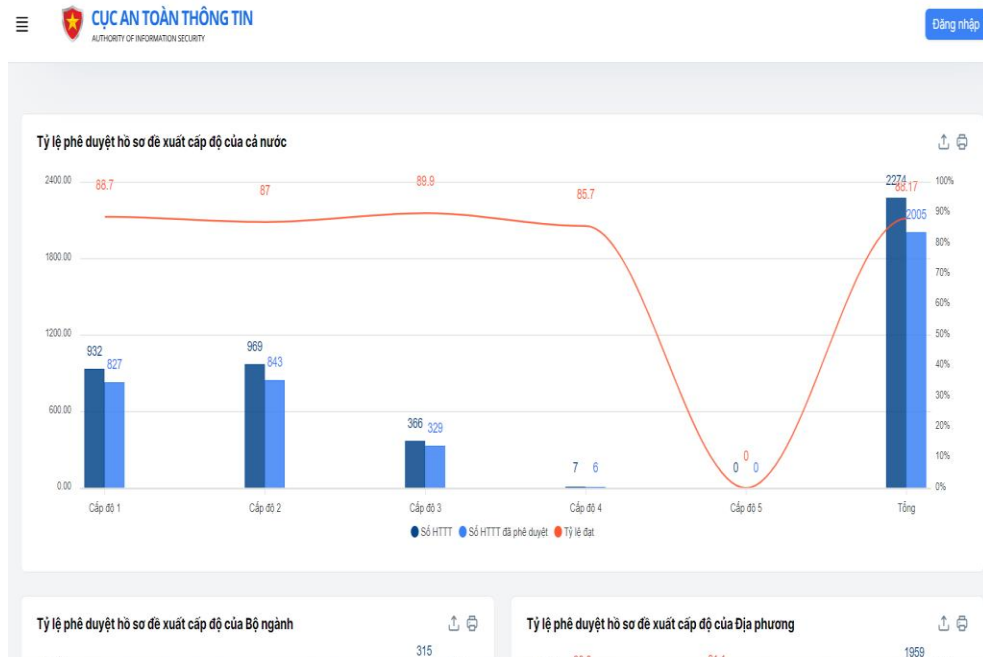 CỤC AN TOÀN THÔNG TIN
AUTHORITY OF INFORMATION SECURITY
Đăng nhập
Tỷ lệ phê duyệt hồ sơ đề xuất cấp độ của cả nước
2400.00 88.7 87 89.9 85.7 2274 88.17 100%
2005 90%
80%
1800.00
70%
60%
1200.00 50%
932 827 969 843 40%
30%
600.00 366 329 20%
7 6 0 0 0 10%
0.00 0%
Cấp độ 1 Cấp độ 2 Cấp độ 3 Cấp độ 4 Cấp độ 5 Tổng
Số HTTT Số HTTT đã phê duyệt Tỷ lệ đạt
Tỷ lệ phê duyệt hồ sơ đề xuất cấp độ của Bộ ngành
315
Tỷ lệ phê duyệt hồ sơ đề xuất cấp độ của Địa phương
1959